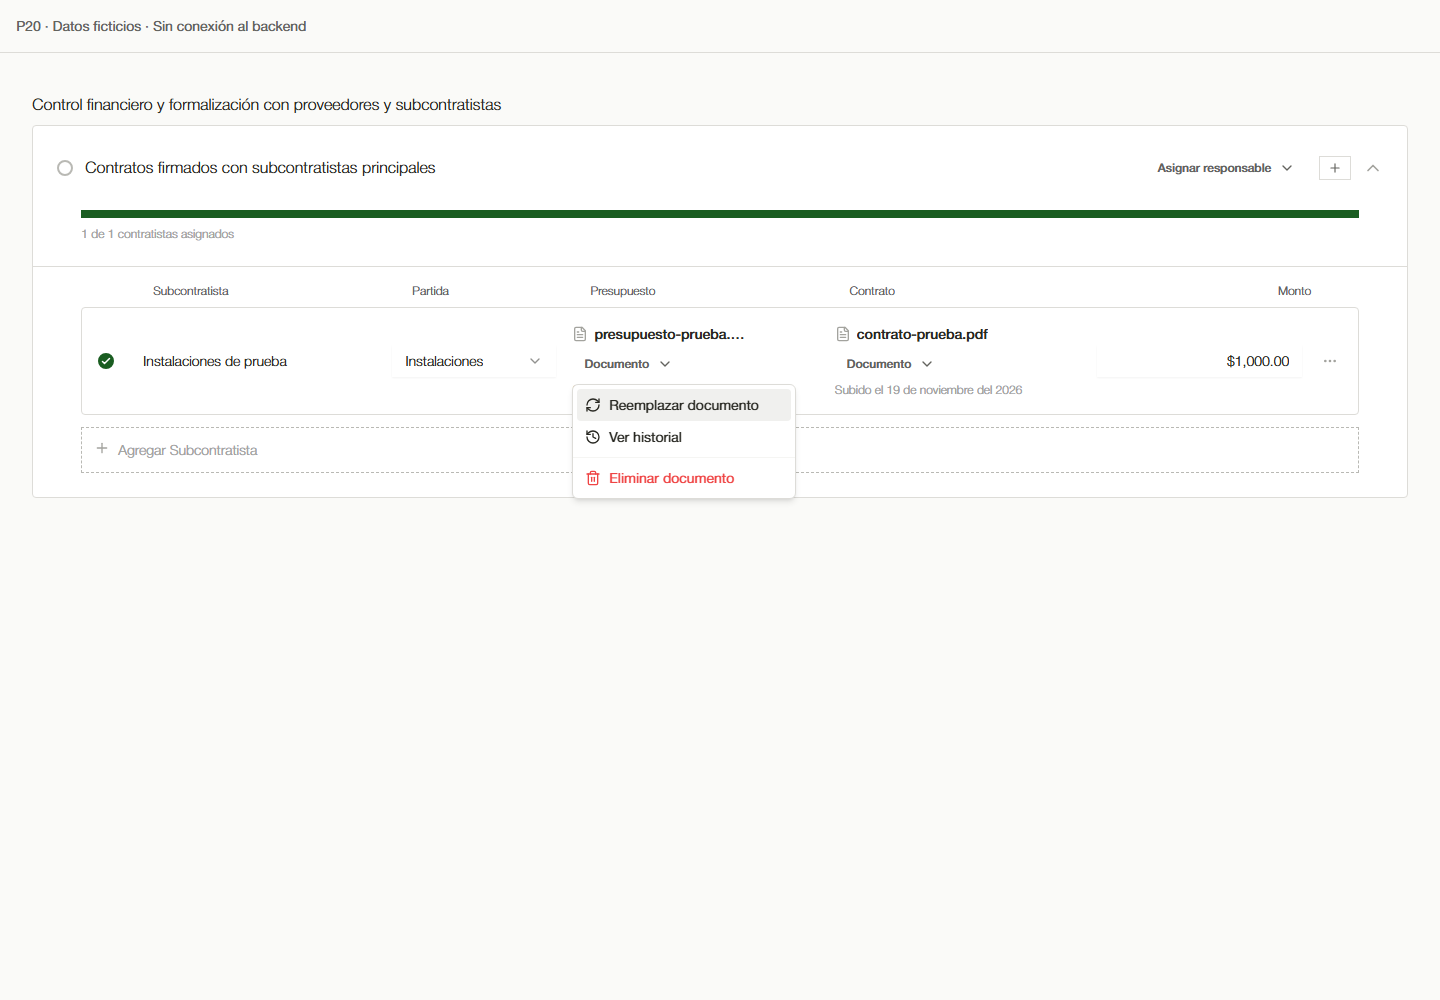 P20 · Datos ficticios · Sin conexión al backend
Control financiero y formalización con proveedores y subcontratistas
Contratos firmados con subcontratistas principales
Asignar responsable
1 de 1 contratistas asignados
Subcontratista Partida Presupuesto Contrato Monto
presupuesto-prueba.... contrato-prueba.pdf
Instalaciones de prueba Instalaciones $1,000.00
Documento Documento
Subido el 19 de noviembre del 2026
Reemplazar documento
Ver historial
Eliminar documento
Agregar Subcontratista